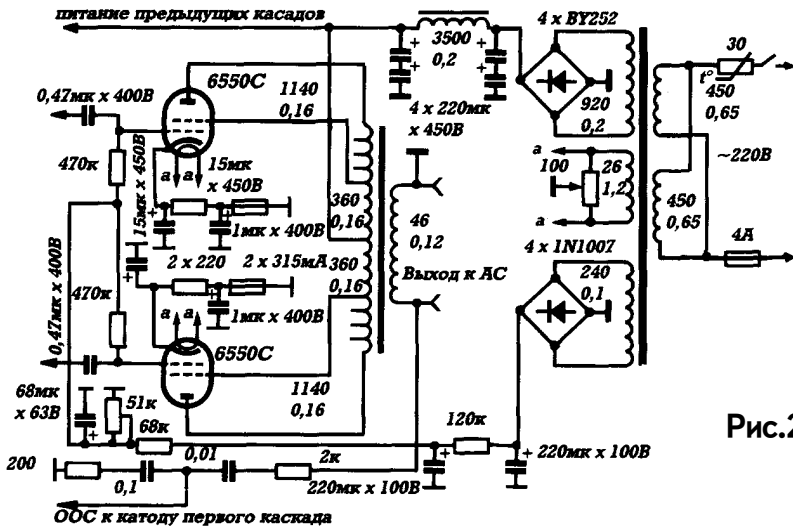 питание предыдущих касадов
3500
0,2
4 x BY252
30
t°
450
0,65
6550C
1140
0,16
0,47мк x 400В
4 x 220мк
x 450В
920
0,2
~220В
470к
15мк x 450В
a
a
15мк
x 450В
360
0,16
a
100
26
1,2
a
450
0,65
1мк x 400В
46
0,12
2 x 220
2 x 315мА
360
0,16
4 x 1N1007
4А
0,47мк x 400В
470к
Выход к АС
240
0,1
a
a
1мк x 400В
6550C
1140
0,16
68мк
x 63В
51к
68к
120к
Рис.2
200
0,01
2к
0,1
220мк x 100В
220мк x 100В
ООС к катоду первого каскада